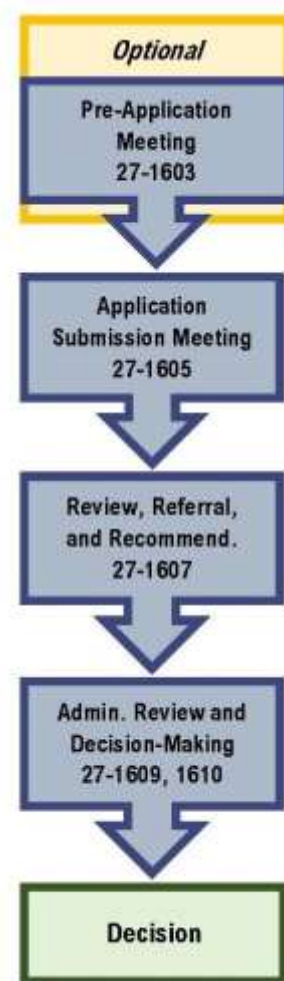 Optional
Pre-Application
Meeting
27-1603
Application
Submission Meeting
27-1605
Review, Referral,
and Recommend.
27-1607
Admin. Review and
Decision-Making
27-1609, 1610
Decision